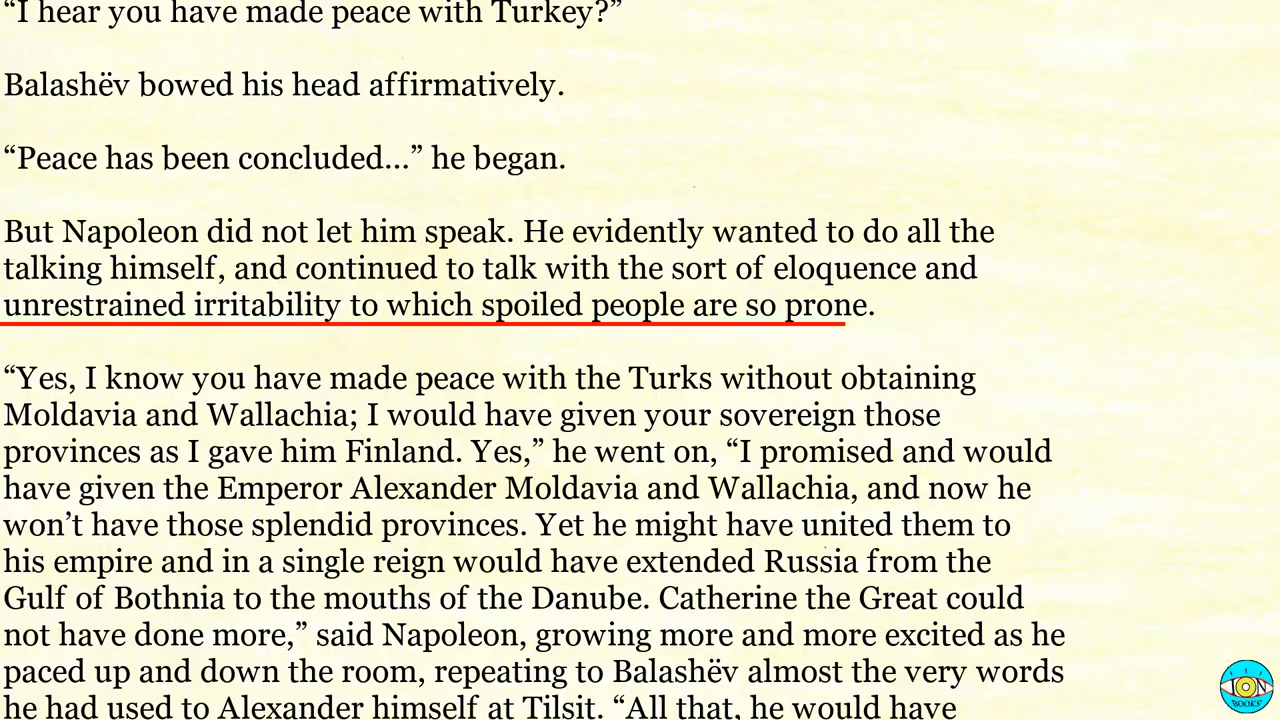 “I hear you have made peace with Turkey?”
Balashëv bowed his head affirmatively.
“Peace has been concluded...” he began.
But Napoleon did not let him speak. He evidently wanted to do all the
talking himself, and continued to talk with the sort of eloquence and
unrestrained irritability to which spoiled people are so prone.
“Yes, I know you have made peace with the Turks without obtaining
Moldavia and Wallachia; I would have given your sovereign those
provinces as I gave him Finland. Yes,” he went on, “I promised and would
have given the Emperor Alexander Moldavia and Wallachia, and now he
won’t have those splendid provinces. Yet he might have united them to
his empire and in a single reign would have extended Russia from the
Gulf of Bothnia to the mouths of the Danube. Catherine the Great could
not have done more,” said Napoleon, growing more and more excited as he
paced up and down the room, repeating to Balashëv almost the very words
he had used to Alexander himself at Tilsit. “All that, he would have
BOOKS